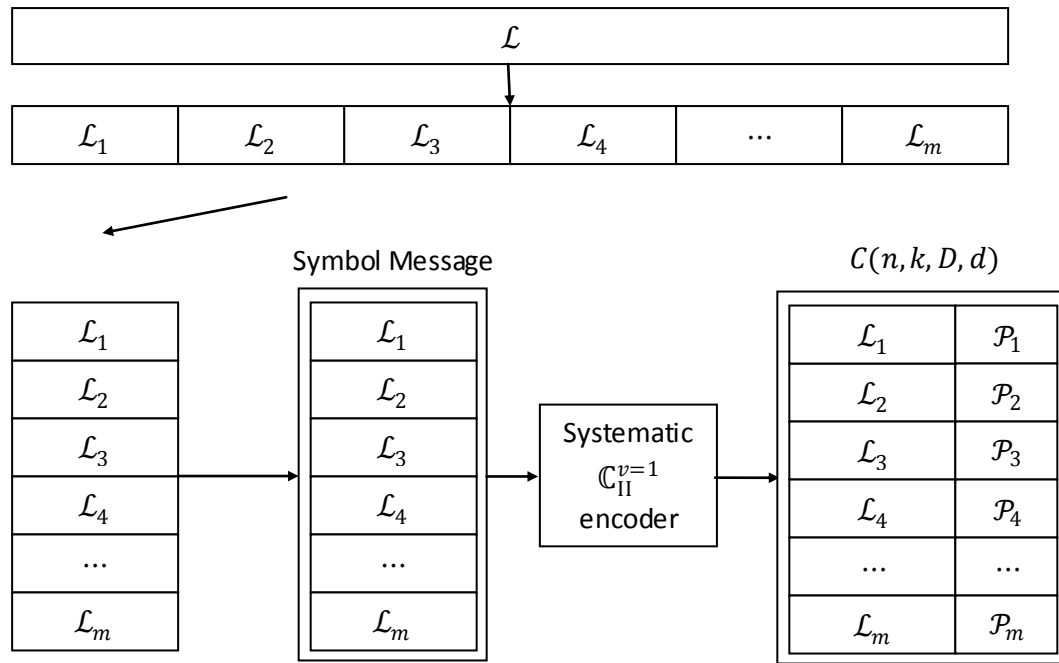 ℒ
ℒ₁ ℒ₂ ℒ₃ ℒ₄ ⋯ ℒₘ
Symbol Message
C(n, k, D, d)
ℒ₁ ℒ₁ ℒ₁ 𝒫₁
ℒ₂ ℒ₂ ℒ₂ 𝒫₂
ℒ₃ ℒ₃ ℒ₃ 𝒫₃
ℒ₄ ℒ₄ ℒ₄ 𝒫₄
⋯ ⋯ ⋯ ⋯
ℒₘ ℒₘ ℒₘ 𝒫ₘ
Systematic
ℂ_II^{v=1}
encoder